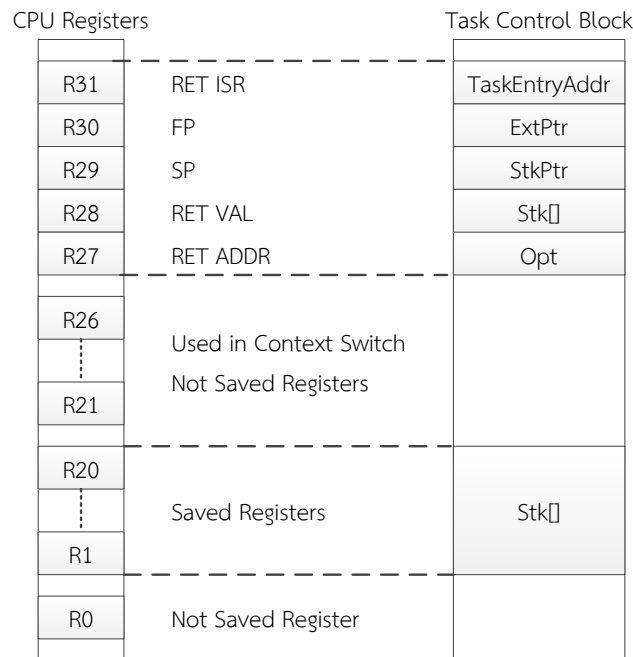 CPU Registers Task Control Block
R31 RET ISR TaskEntryAddr
R30 FP ExtPtr
R29 SP StkPtr
R28 RET VAL Stk[]
R27 RET ADDR Opt
R26
Used in Context Switch
Not Saved Registers
R21
R20
Saved Registers Stk[]
R1
R0 Not Saved Register